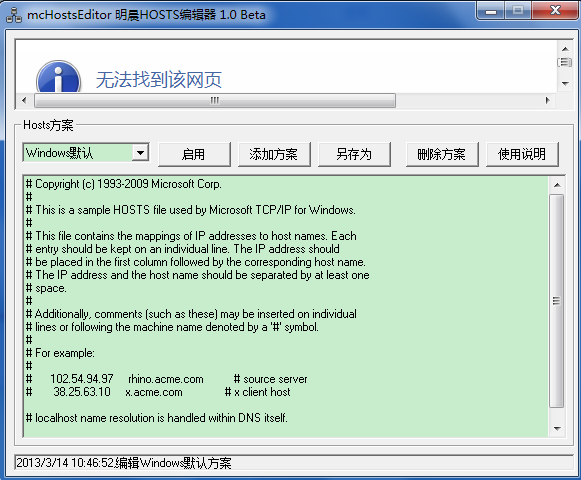 mcHostsEditor 明晨HOSTS编辑器 1.0 Beta
无法找到该网页
Hosts方案
Windows默认
启用
添加方案
另存为
删除方案
使用说明
# Copyright (c) 1993-2009 Microsoft Corp.
#
# This is a sample HOSTS file used by Microsoft TCP/IP for Windows.
#
# This file contains the mappings of IP addresses to host names. Each
# entry should be kept on an individual line. The IP address should
# be placed in the first column followed by the corresponding host name.
# The IP address and the host name should be separated by at least one
# space.
#
# Additionally, comments (such as these) may be inserted on individual
# lines or following the machine name denoted by a '#' symbol.
#
# For example:
#
#      102.54.94.97     rhino.acme.com          # source server
#       38.25.63.10     x.acme.com              # x client host

# localhost name resolution is handled within DNS itself.
2013/3/14 10:46:52,编辑Windows默认方案